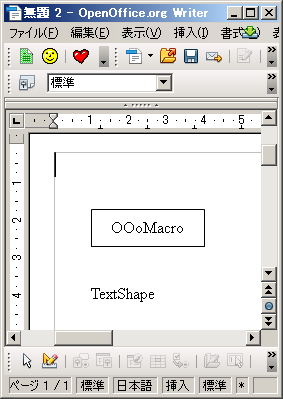 無題 2 - OpenOffice.org Writer
ファイル(F) 編集(E) 表示(V) 挿入(I) 書式
標準
1 2 3 4 5
1
2
3
4
OOoMacro
TextShape
ページ 1 / 1 標準 日本語 挿入 標準 *